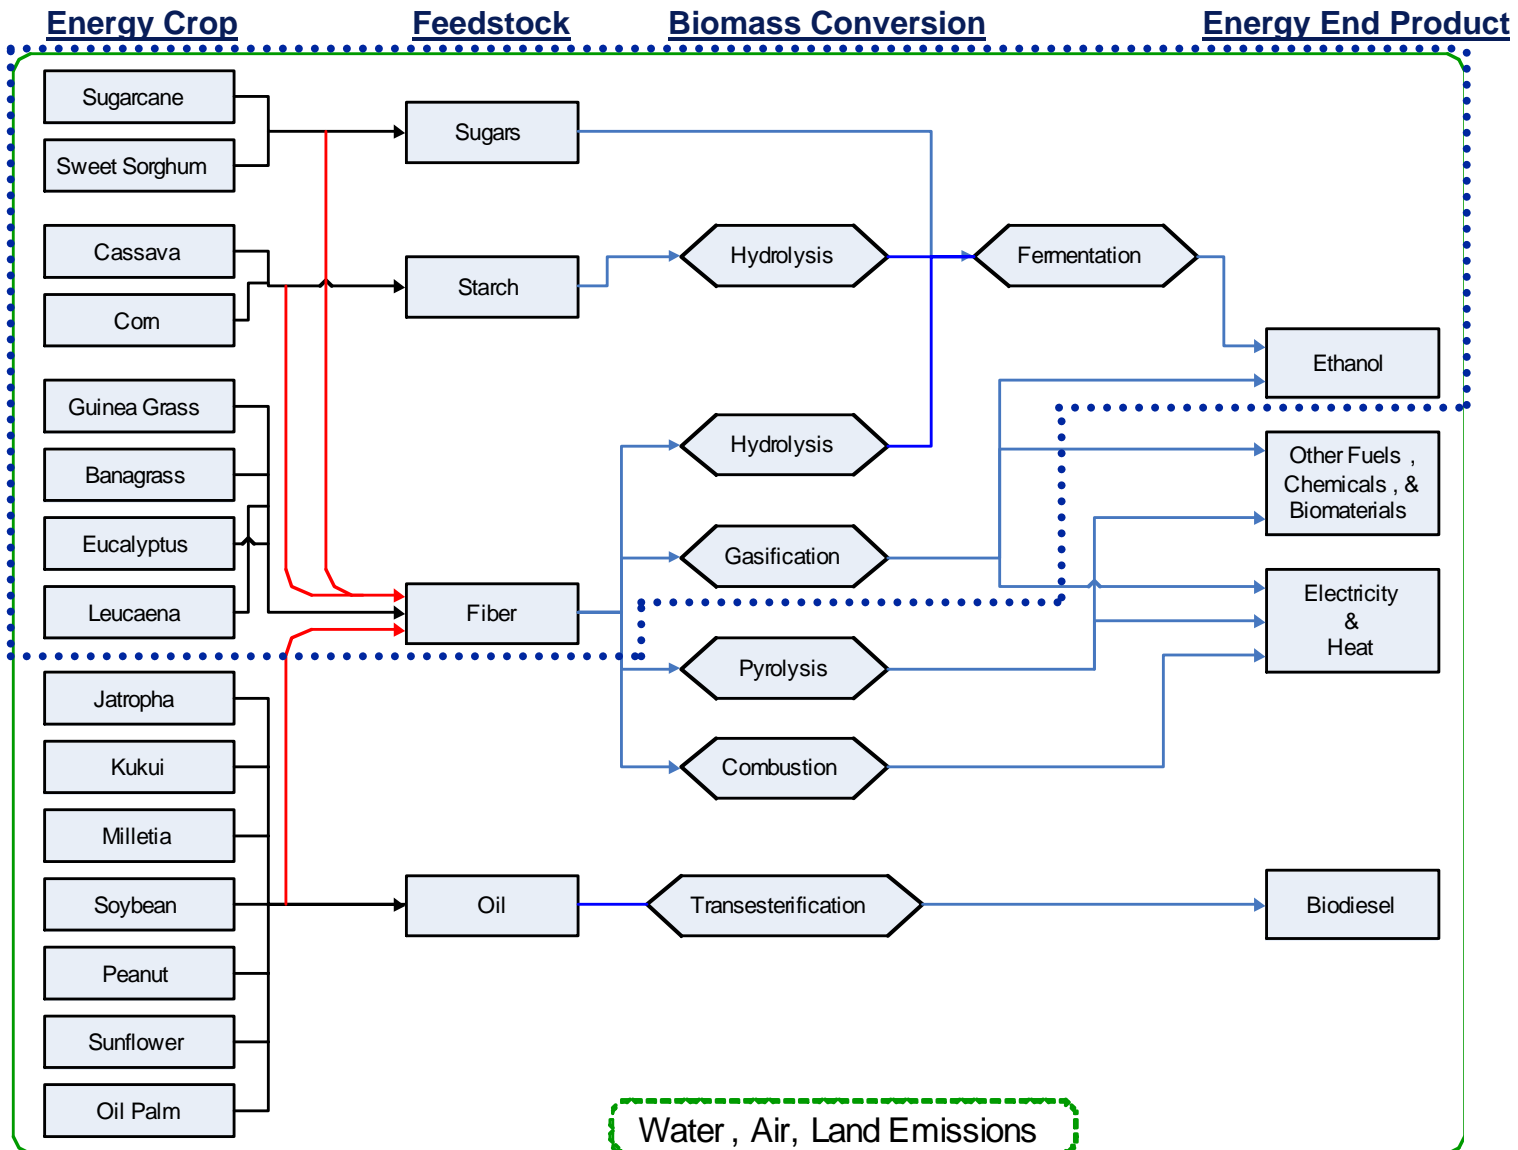 Energy Crop
Feedstock
Biomass Conversion
Energy End Product
Sugarcane
Sweet Sorghum
Cassava
Corn
Guinea Grass
Banagrass
Eucalyptus
Leucaena
Jatropha
Kukui
Milletia
Soybean
Peanut
Sunflower
Oil Palm
Sugars
Starch
Fiber
Oil
Hydrolysis
Fermentation
Hydrolysis
Gasification
Pyrolysis
Combustion
Transesterification
Ethanol
Other Fuels ,
Chemicals , &
Biomaterials
Electricity
&
Heat
Biodiesel
Water , Air, Land Emissions